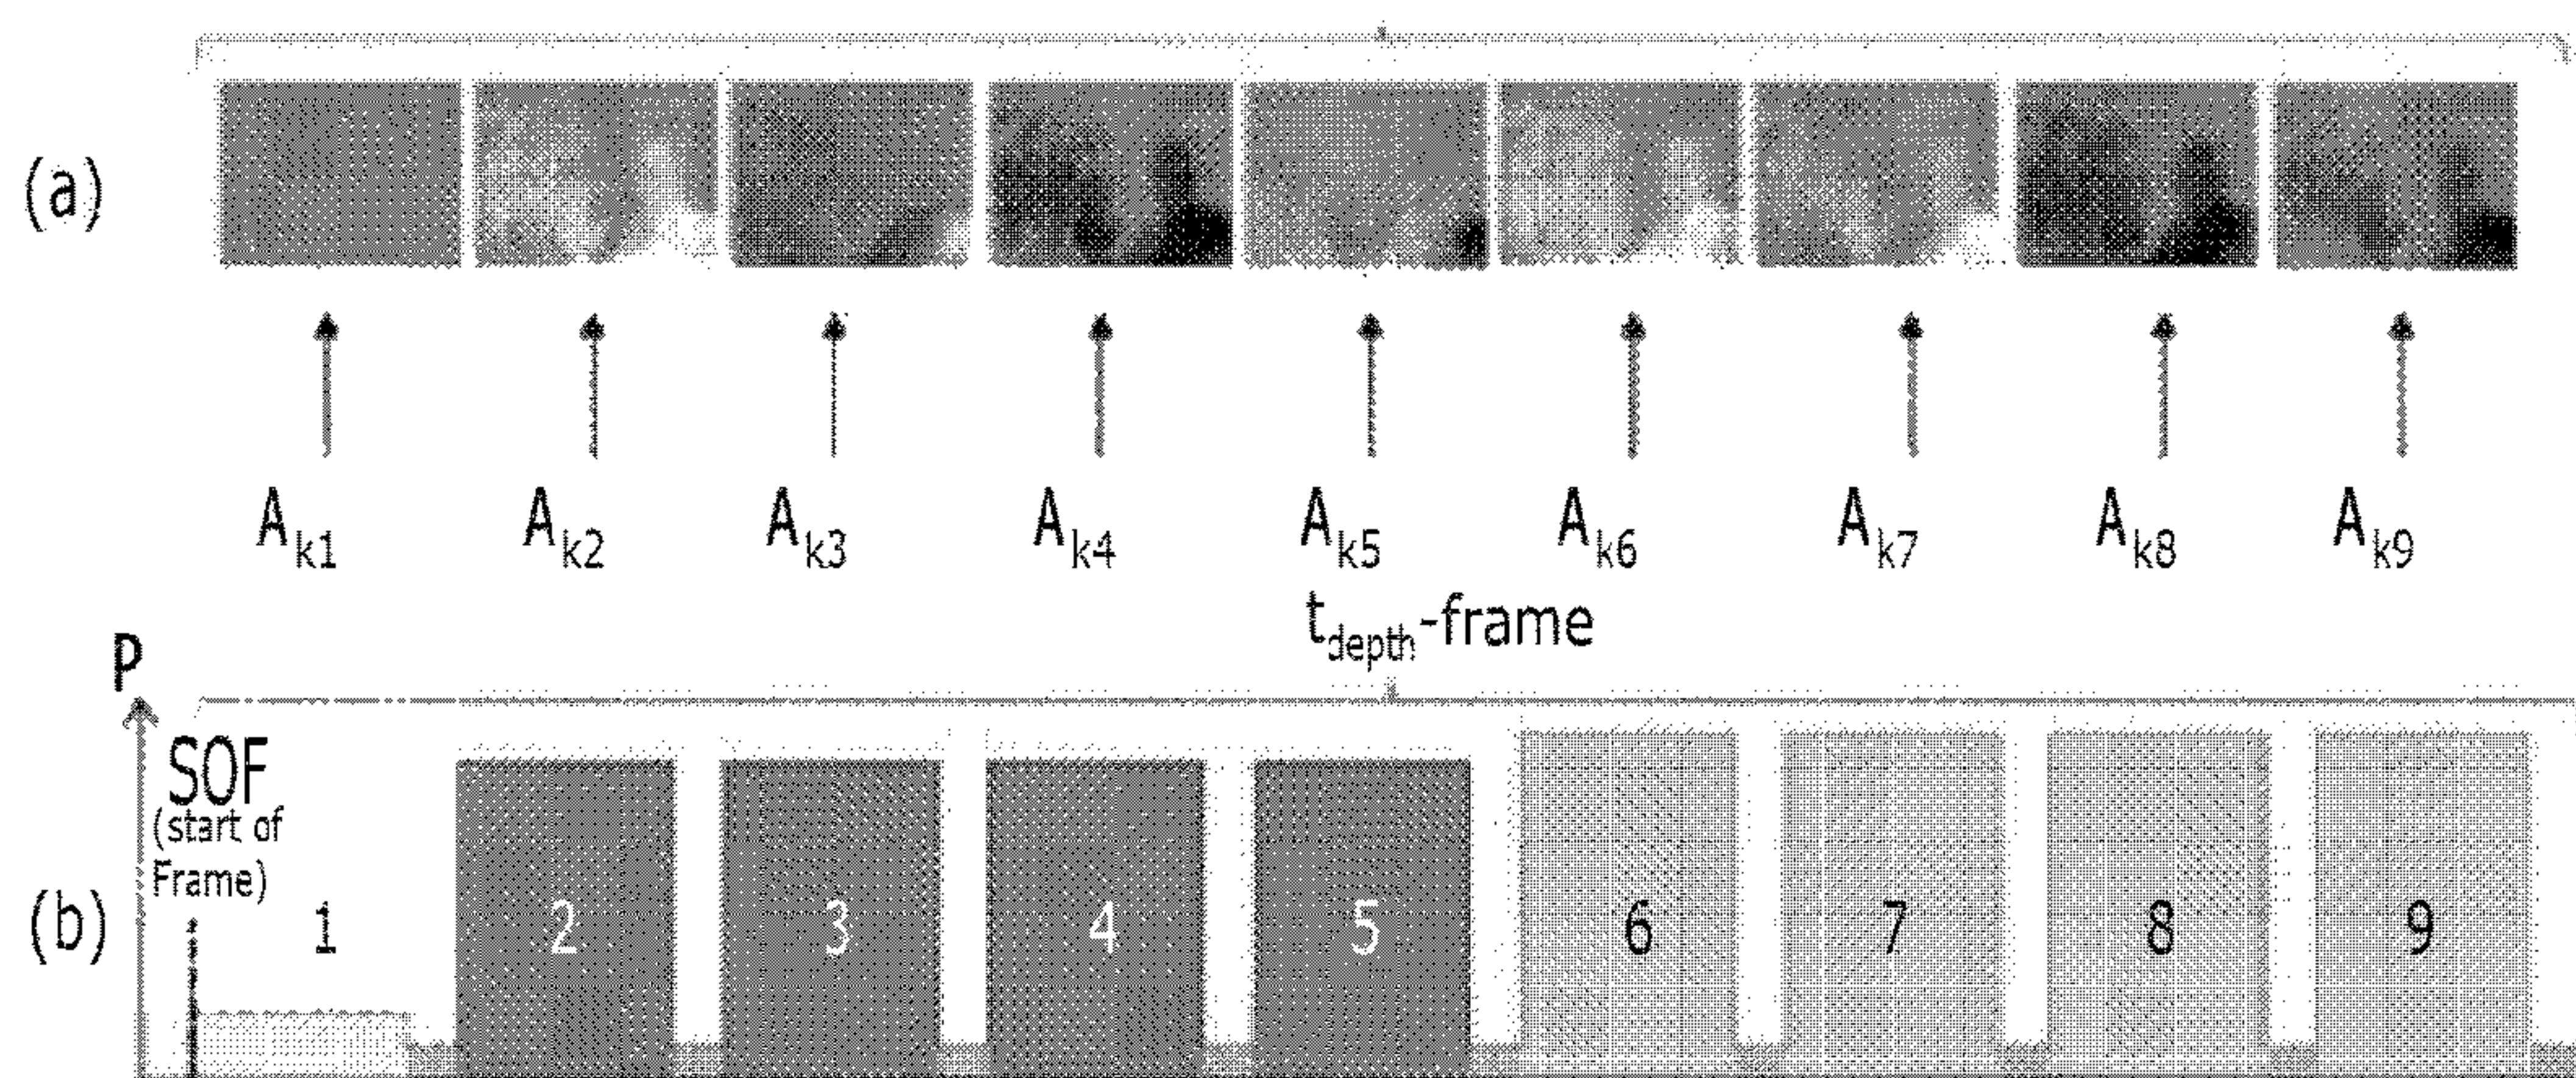 (a)
A_k1 A_k2 A_k3 A_k4 A_k5 A_k6 A_k7 A_k8 A_k9
t_depth-frame
P
SOF
(start of
Frame)
(b)
1 2 3 4 5 6 7 8 9